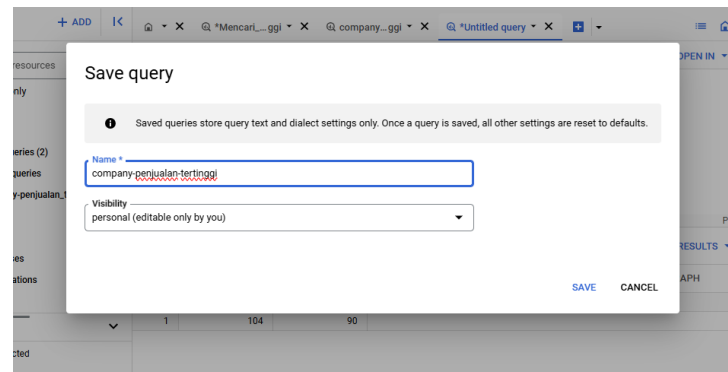 + ADD
*Mencari_...ggi
company...ggi
*Untitled query
resources
OPEN IN
nly
Save query
Saved queries store query text and dialect settings only. Once a query is saved, all other settings are reset to defaults.
eries (2)
queries
Name *
company-penjualan-tertinggi
y-penjualan_t
Visibility
personal (editable only by you)
P
RESULTS
ses
ations
APH
SAVE CANCEL
1 104 90
cted